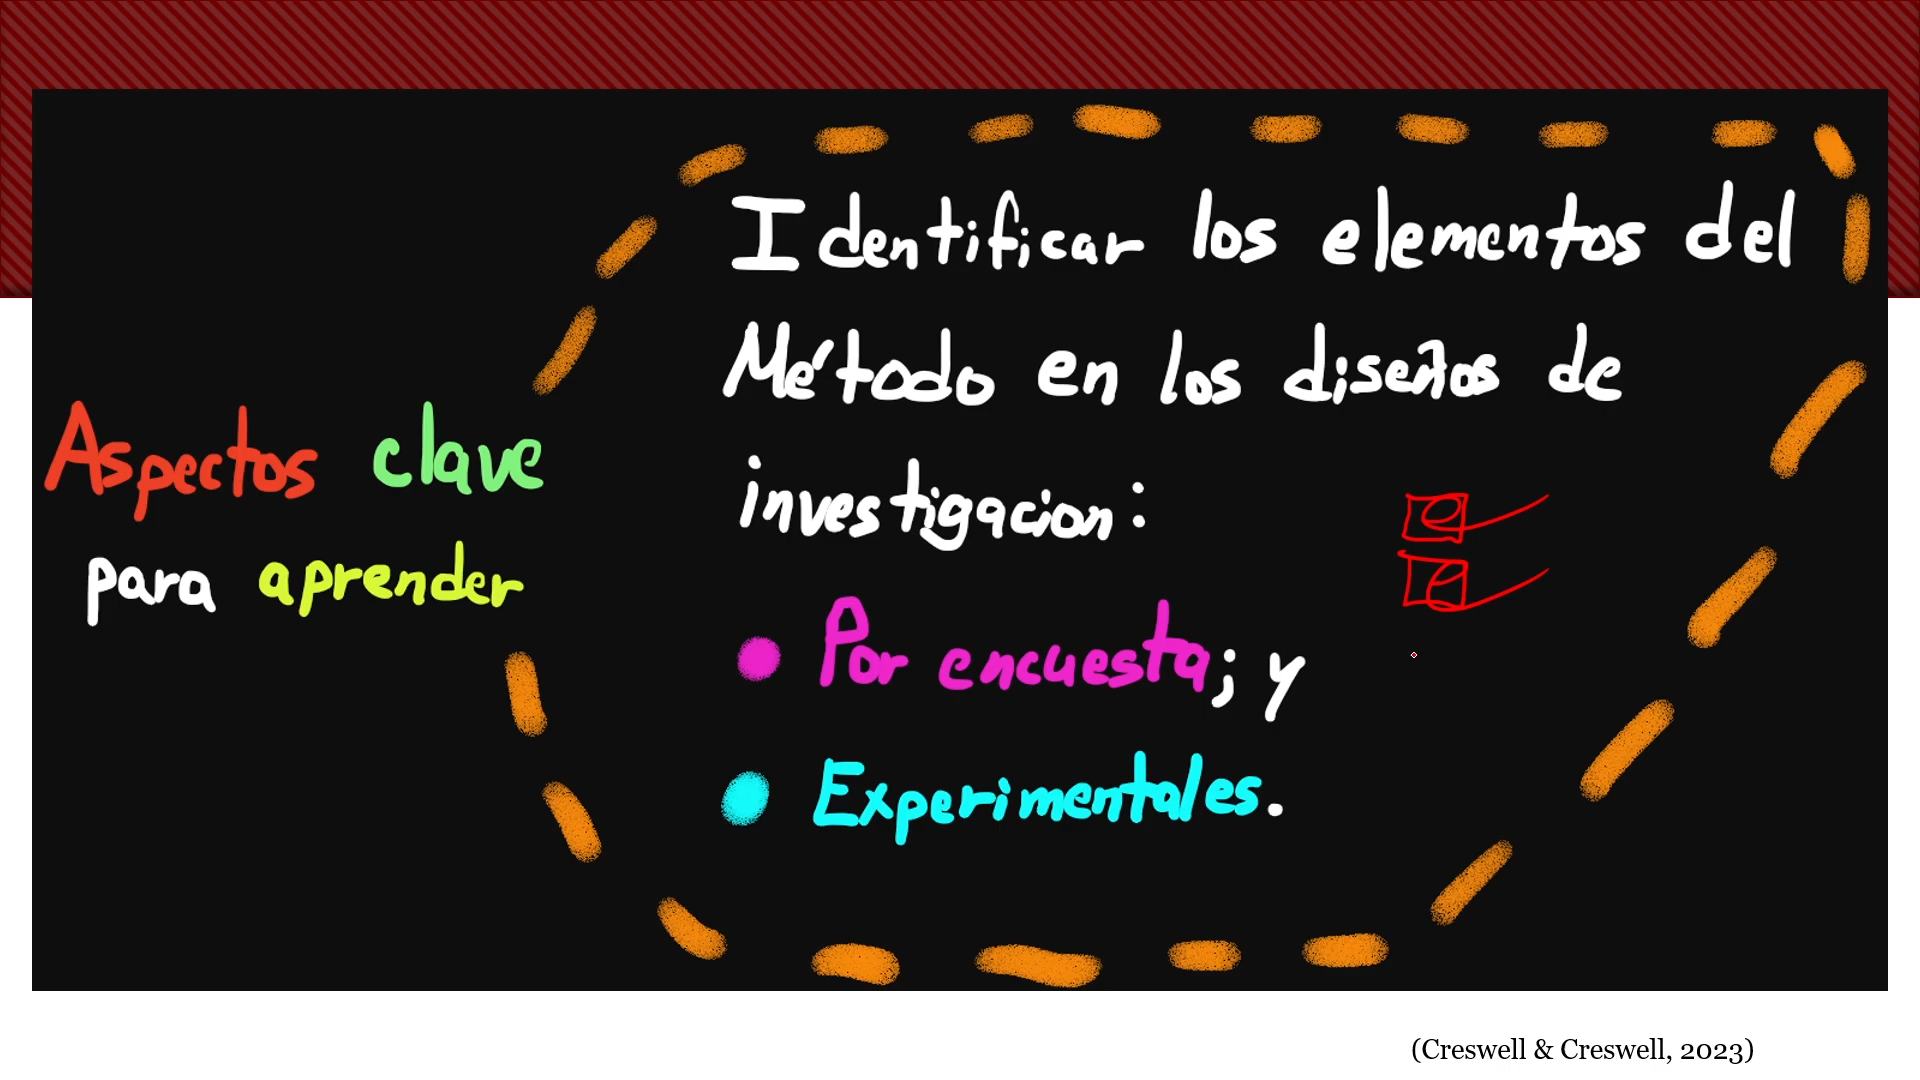 Aspectos clave
para aprender
Identificar los elementos del
Método en los diseños de
investigacion:
• Por encuesta; y
• Experimentales.
(Creswell & Creswell, 2023)